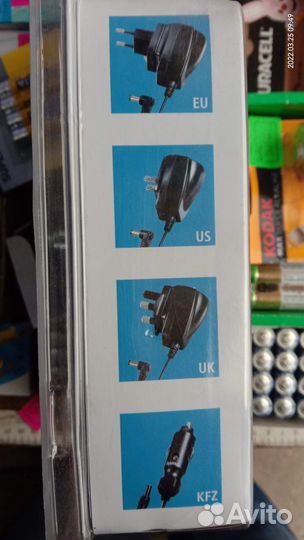 2022.03.25 09:49
EU
DURACELL
US
KODAK
UK
KFZ
Avito